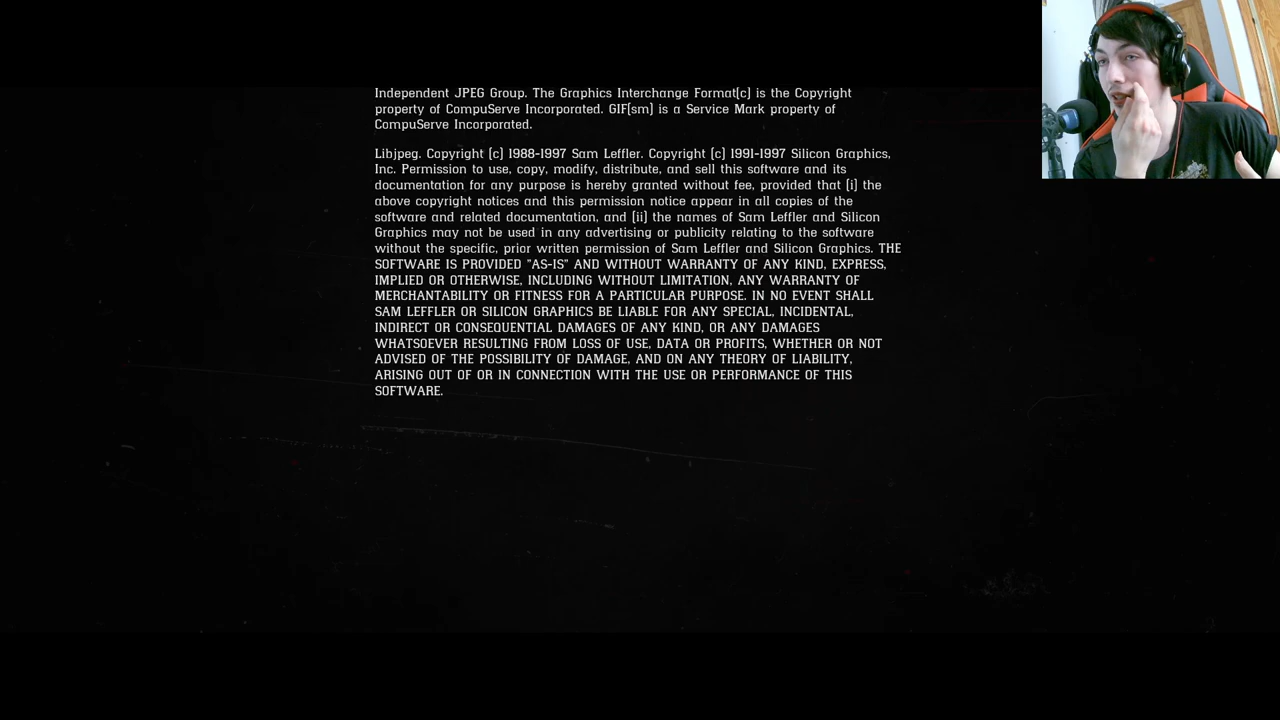 Independent JPEG Group. The Graphics Interchange Format(c) is the Copyright
property of CompuServe Incorporated. GIF(sm) is a Service Mark property of
CompuServe Incorporated.
Libjpeg. Copyright (c) 1988-1997 Sam Leffler. Copyright (c) 1991-1997 Silicon Graphics,
Inc. Permission to use, copy, modify, distribute, and sell this software and its
documentation for any purpose is hereby granted without fee, provided that (i) the
above copyright notices and this permission notice appear in all copies of the
software and related documentation, and (ii) the names of Sam Leffler and Silicon
Graphics may not be used in any advertising or publicity relating to the software
without the specific, prior written permission of Sam Leffler and Silicon Graphics. THE
SOFTWARE IS PROVIDED "AS-IS" AND WITHOUT WARRANTY OF ANY KIND, EXPRESS,
IMPLIED OR OTHERWISE, INCLUDING WITHOUT LIMITATION, ANY WARRANTY OF
MERCHANTABILITY OR FITNESS FOR A PARTICULAR PURPOSE. IN NO EVENT SHALL
SAM LEFFLER OR SILICON GRAPHICS BE LIABLE FOR ANY SPECIAL, INCIDENTAL,
INDIRECT OR CONSEQUENTIAL DAMAGES OF ANY KIND, OR ANY DAMAGES
WHATSOEVER RESULTING FROM LOSS OF USE, DATA OR PROFITS, WHETHER OR NOT
ADVISED OF THE POSSIBILITY OF DAMAGE, AND ON ANY THEORY OF LIABILITY,
ARISING OUT OF OR IN CONNECTION WITH THE USE OR PERFORMANCE OF THIS
SOFTWARE.